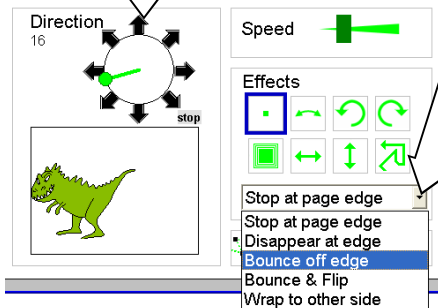 Direction
16
stop
Speed
Effects
Stop at page edge
Stop at page edge
Disappear at edge
Bounce off edge
Bounce & Flip
Wrap to other side